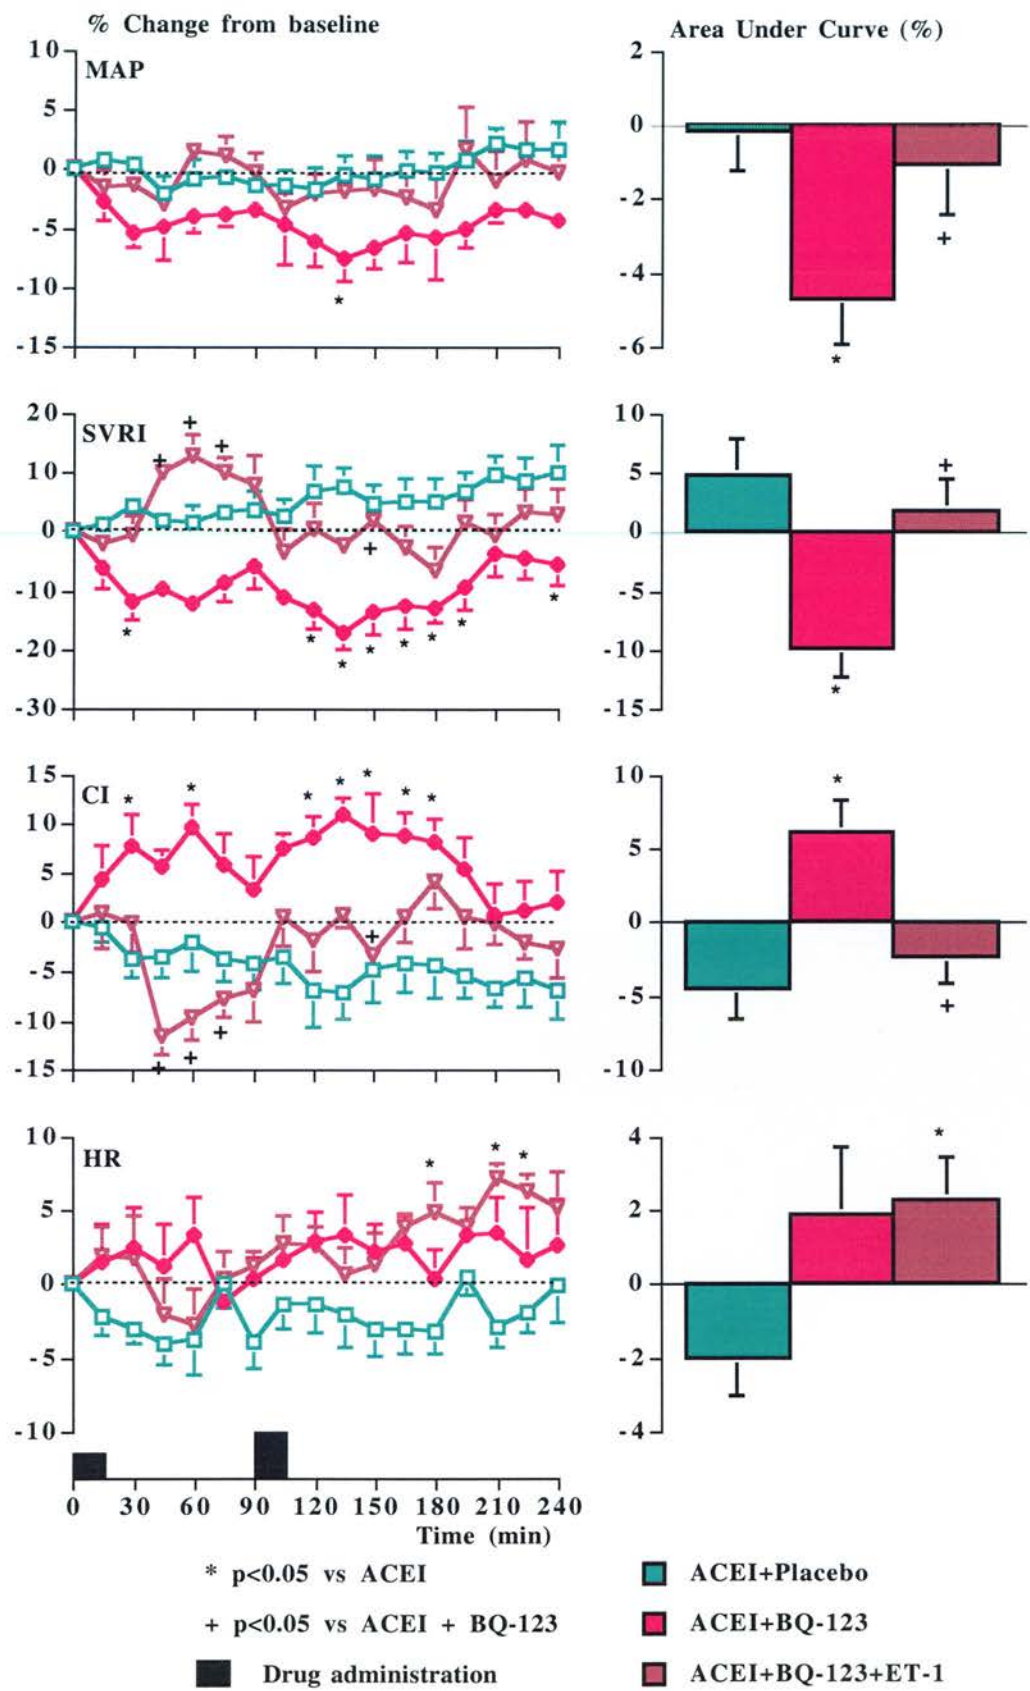 % Change from baseline
Area Under Curve (%)
MAP
10
5
0
-5
-10
-15
*
2
0
-2
-4
-6
*
+
SVRI
20
10
0
-10
-20
-30
+ + +
+
* * * * * * * *
10
5
0
-5
-10
-15
*
+
CI
15
10
5
0
-5
-10
-15
* * * * * * *
+ + + +
10
5
0
-5
-10
*
+
HR
10
5
0
-5
-10
* * *
4
2
0
-2
-4
*
0 30 60 90 120 150 180 210 240
Time (min)
* p<0.05 vs ACEI
+ p<0.05 vs ACEI + BQ-123
Drug administration
ACEI+Placebo
ACEI+BQ-123
ACEI+BQ-123+ET-1